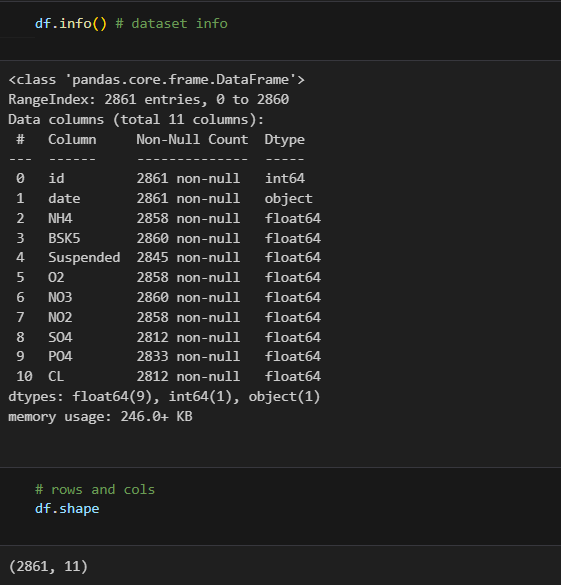 df.info() # dataset info
<class 'pandas.core.frame.DataFrame'>
RangeIndex: 2861 entries, 0 to 2860
Data columns (total 11 columns):
 #   Column     Non-Null Count  Dtype
---  ------     --------------  -----
 0   id         2861 non-null   int64
 1   date       2861 non-null   object
 2   NH4        2858 non-null   float64
 3   BSK5       2860 non-null   float64
 4   Suspended  2845 non-null   float64
 5   O2         2858 non-null   float64
 6   NO3        2860 non-null   float64
 7   NO2        2858 non-null   float64
 8   SO4        2812 non-null   float64
 9   PO4        2833 non-null   float64
 10  CL         2812 non-null   float64
dtypes: float64(9), int64(1), object(1)
memory usage: 246.0+ KB
# rows and cols
df.shape
(2861, 11)